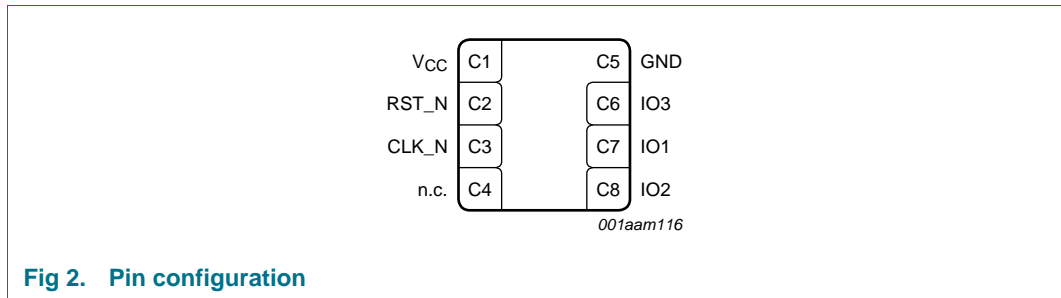 VCC C1 C5 GND
RST_N C2 C6 IO3
CLK_N C3 C7 IO1
n.c. C4 C8 IO2
001aam116
Fig 2. Pin configuration